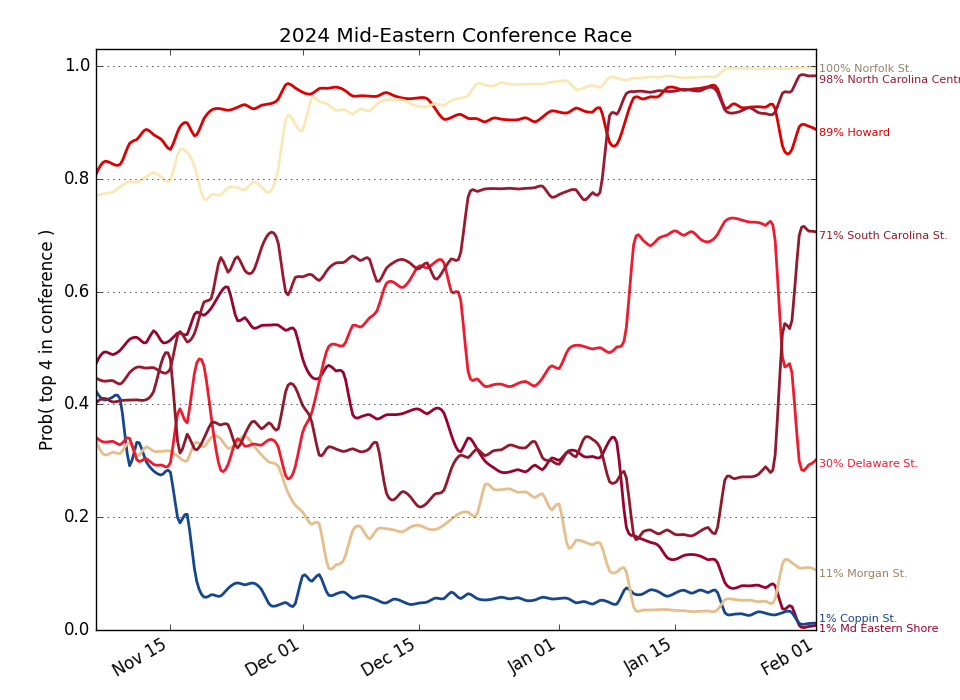 2024 Mid-Eastern Conference Race
Prob( top 4 in conference )
1.0
0.8
0.6
0.4
0.2
0.0
Nov 15
Dec 01
Dec 15
Jan 01
Jan 15
Feb 01
100% Norfolk St.
98% North Carolina Centr
89% Howard
71% South Carolina St.
30% Delaware St.
11% Morgan St.
1% Coppin St.
1% Md Eastern Shore